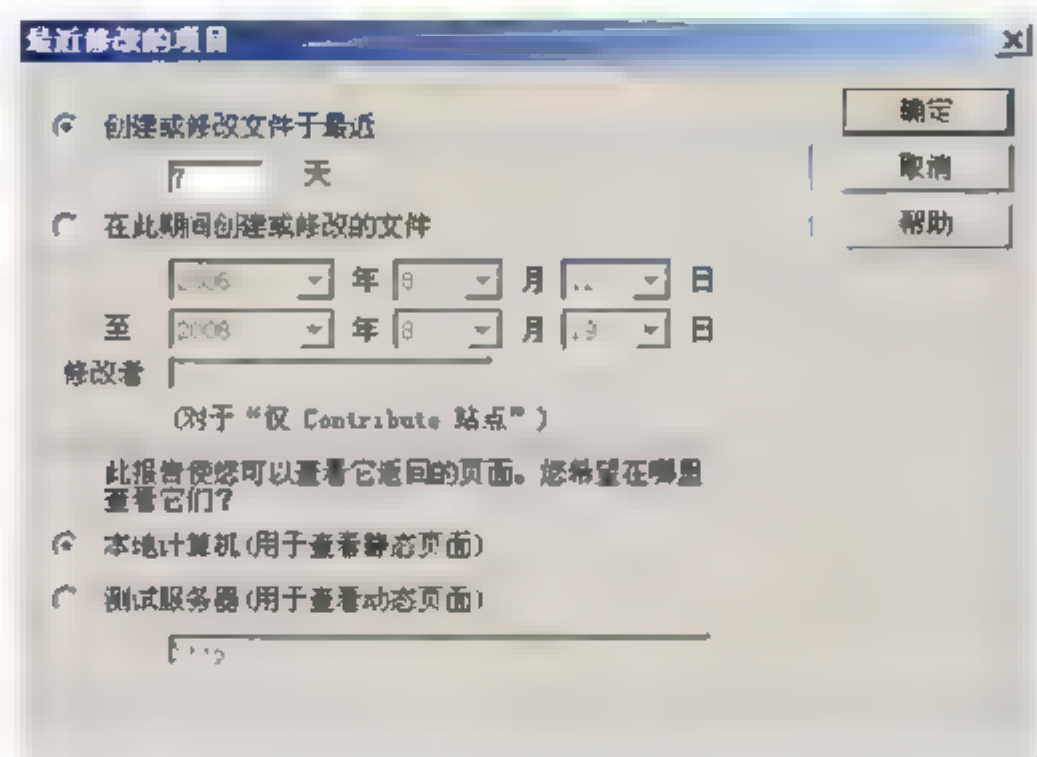 最近修改的项目
创建或修改文件于最近
7 天
在此期间创建或修改的文件
年 8 月 日
至 2006 年 8 月 19 日
修改者
(对于“仅 Contribute 站点”)
此报告使您可以查看它返回的页面。您希望在哪里
查看它们?
本地计算机(用于查看静态页面)
测试服务器(用于查看动态页面)
确定
取消
帮助